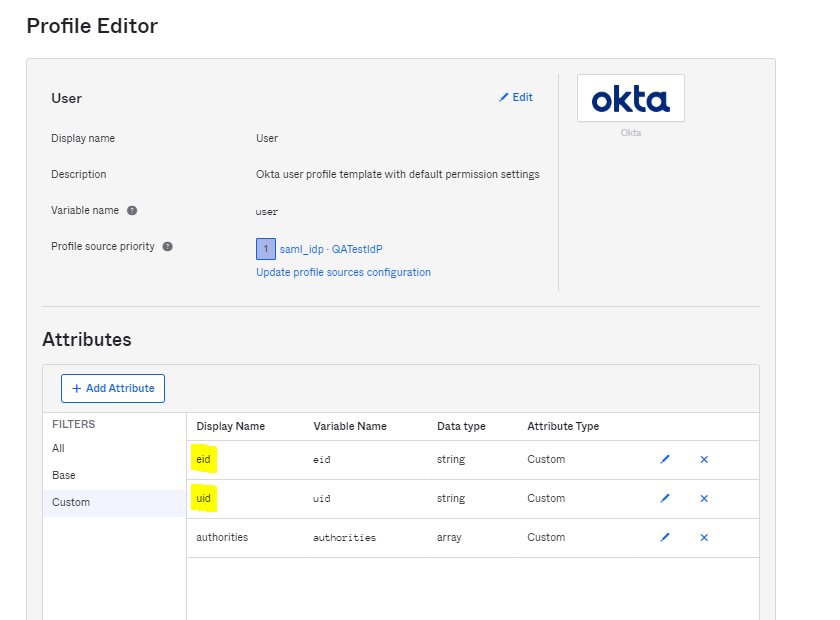 Profile Editor
User
Edit
okta
Okta
Display name User
Description Okta user profile template with default permission settings
Variable name ? user
Profile source priority ? 1 saml_idp · QATestIdP
Update profile sources configuration
Attributes
+ Add Attribute
FILTERS
All
Base
Custom
Display Name Variable Name Data type Attribute Type
eid eid string Custom
uid uid string Custom
authorities authorities array Custom